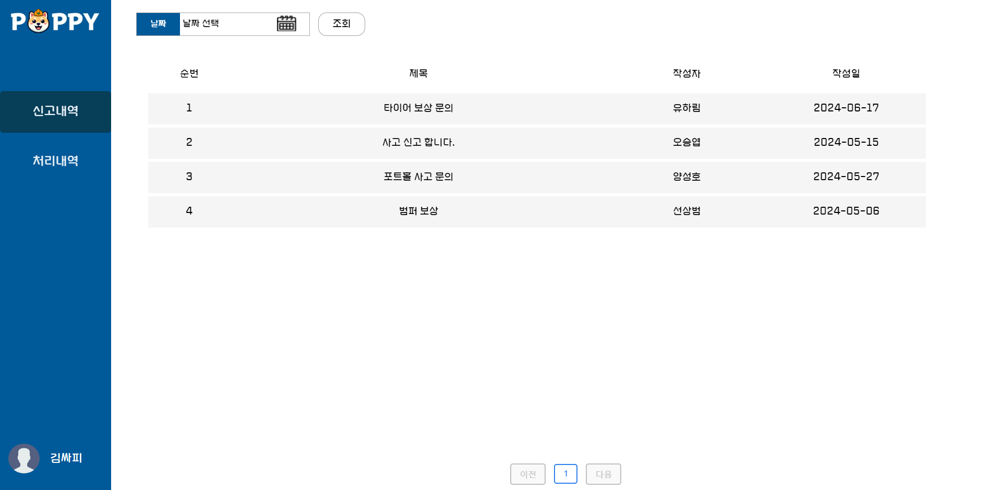 POPPY
날짜 날짜 선택 조회
순번 제목 작성자 작성일
신고내역
1 타이어 보상 문의 유하림 2024-06-17
2 사고 신고 합니다. 오승엽 2024-05-15
처리내역
3 포트홀 사고 문의 양성호 2024-05-27
4 범퍼 보상 선상범 2024-05-06
김싸피
이전 1 다음